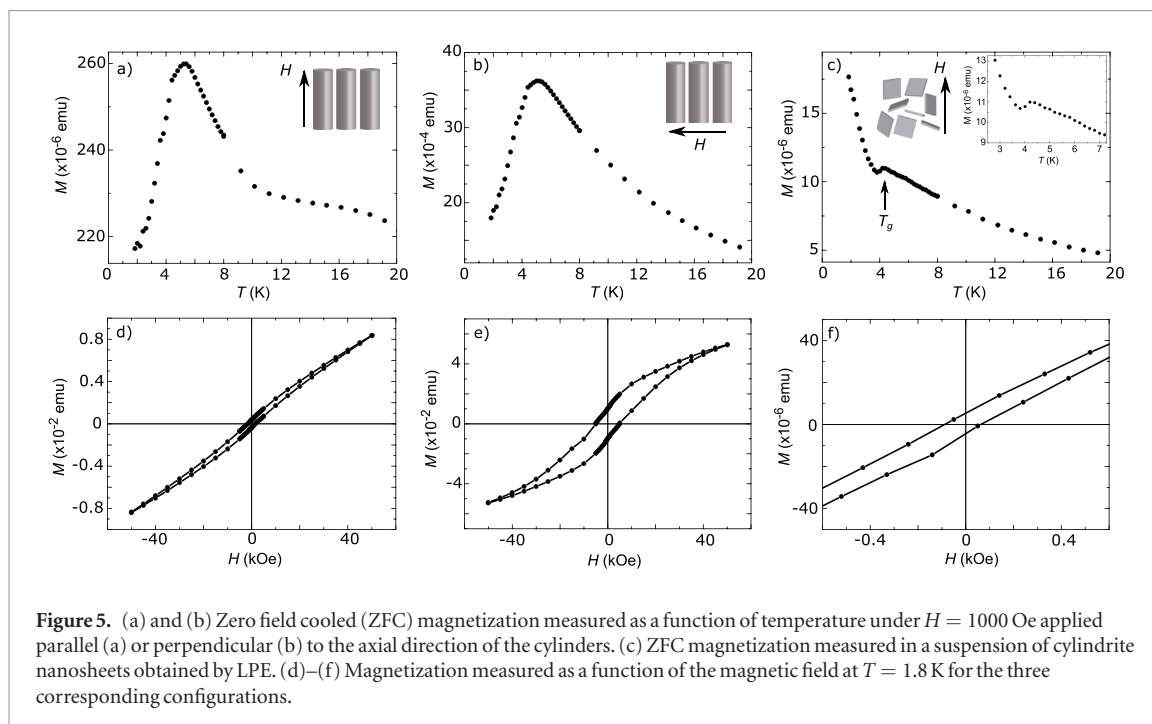 a)
H
M (x10-6 emu)
260
240
220
0 4 8 12 16 20
T (K)
b)
H
M (x10-4 emu)
40
30
20
0 4 8 12 16 20
T (K)
c)
H
M (x10-6 emu)
15
10
5
Tg
0 4 8 12 16 20
T (K)
M (x10-6 emu)
13
12
11
10
9
3 4 5 6 7
T (K)
d)
M (x10-2 emu)
0.8
0.4
0
-0.4
-0.8
-40 0 40
H (kOe)
e)
M (x10-2 emu)
4
0
-4
-40 0 40
H (kOe)
f)
M (x10-6 emu)
40
0
-40
-0.4 0 0.4
H (kOe)
Figure 5. (a) and (b) Zero field cooled (ZFC) magnetization measured as a function of temperature under H = 1000 Oe applied
parallel (a) or perpendicular (b) to the axial direction of the cylinders. (c) ZFC magnetization measured in a suspension of cylindrite
nanosheets obtained by LPE. (d)–(f) Magnetization measured as a function of the magnetic field at T = 1.8 K for the three
corresponding configurations.